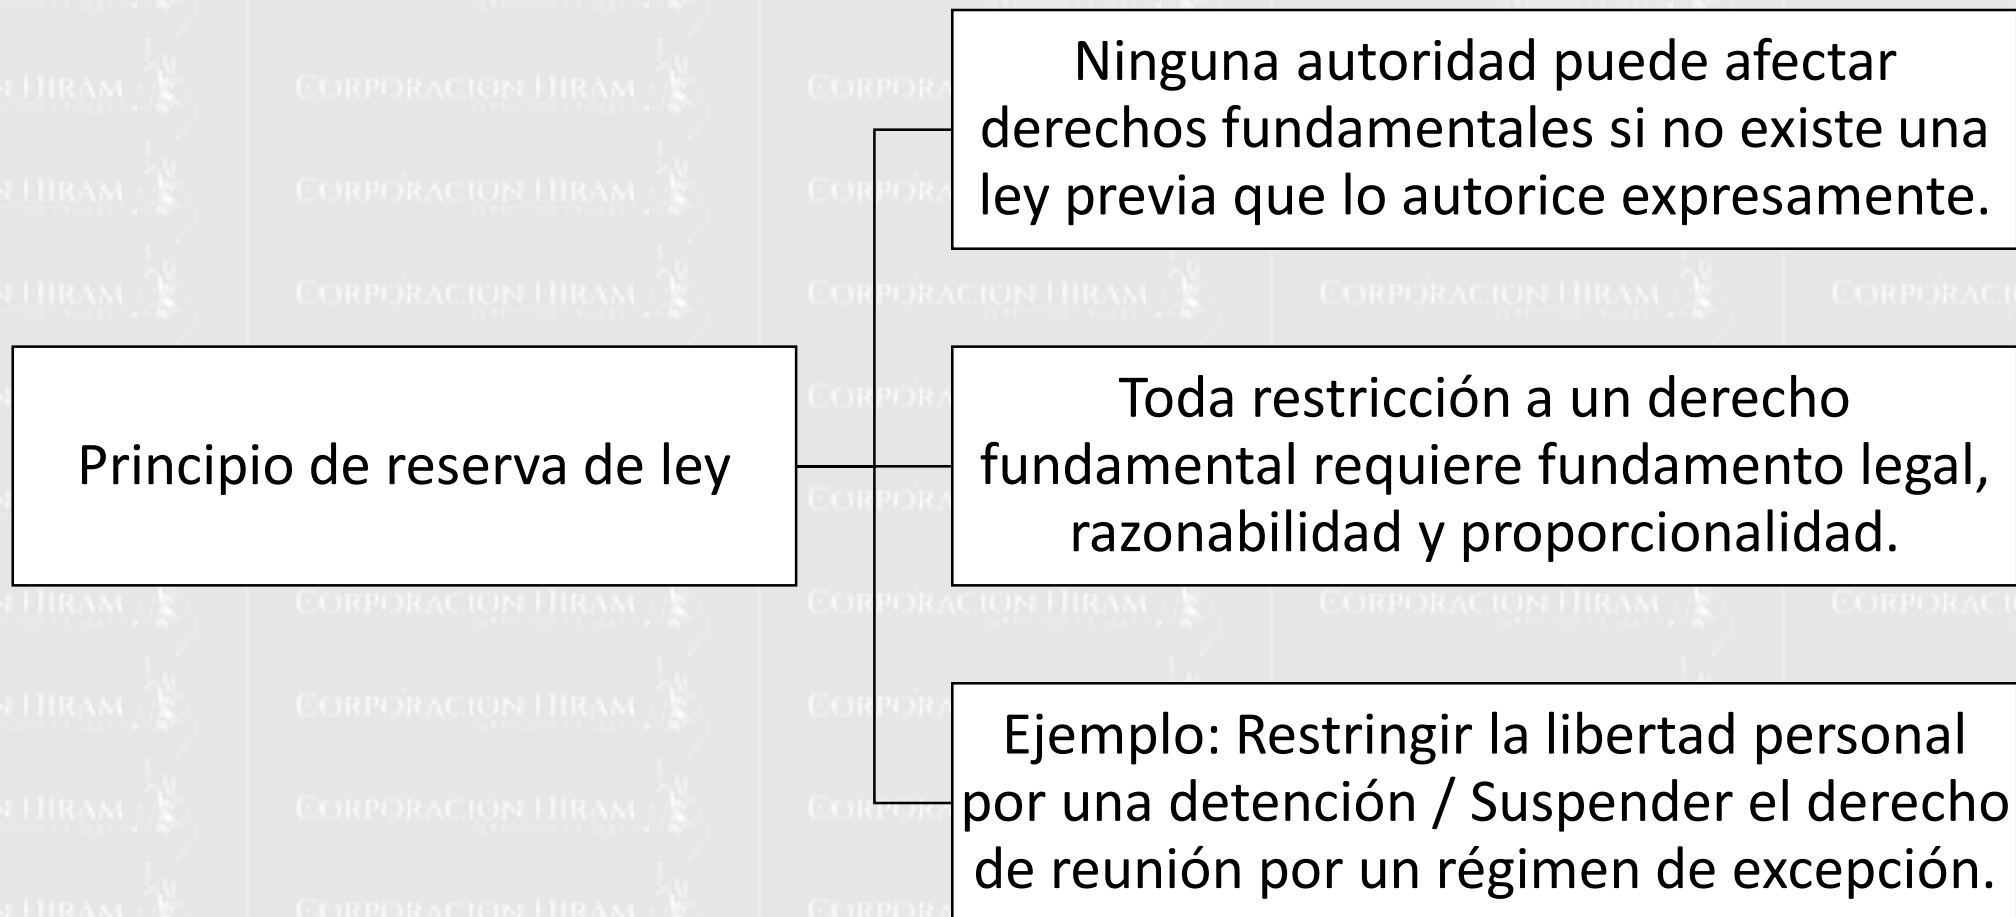 Ninguna autoridad puede afectar
derechos fundamentales si no existe una
ley previa que lo autorice expresamente.
Principio de reserva de ley
Toda restricción a un derecho
fundamental requiere fundamento legal,
razonabilidad y proporcionalidad.
Ejemplo: Restringir la libertad personal
por una detención / Suspender el derecho
de reunión por un régimen de excepción.
CORPORACION HIRAM